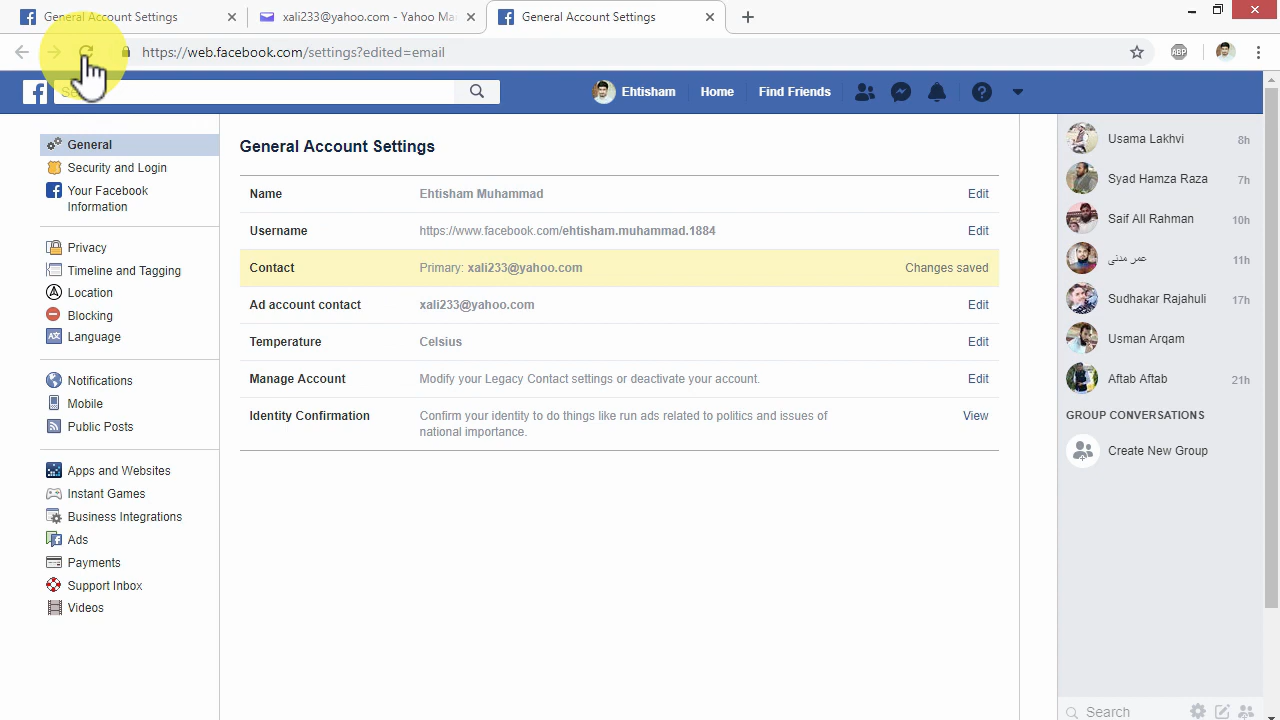 General Account Settings
xali233@yahoo.com - Yahoo Ma
General Account Settings
https://web.facebook.com/settings?edited=email
ABP
Ehtisham
Home
Find Friends
General
Security and Login
Your Facebook
Information
Privacy
Timeline and Tagging
Location
Blocking
Language
Notifications
Mobile
Public Posts
Apps and Websites
Instant Games
Business Integrations
Ads
Payments
Support Inbox
Videos
General Account Settings
Name Ehtisham Muhammad Edit
Username https://www.facebook.com/ehtisham.muhammad.1884 Edit
Contact Primary: xali233@yahoo.com Changes saved
Ad account contact xali233@yahoo.com Edit
Temperature Celsius Edit
Manage Account Modify your Legacy Contact settings or deactivate your account. Edit
Identity Confirmation Confirm your identity to do things like run ads related to politics and issues of View
national importance.
Usama Lakhvi 8h
Syad Hamza Raza 7h
Saif All Rahman 10h
عمر مدنی 11h
Sudhakar Rajahuli 17h
Usman Arqam
Aftab Aftab 21h
GROUP CONVERSATIONS
Create New Group
Search